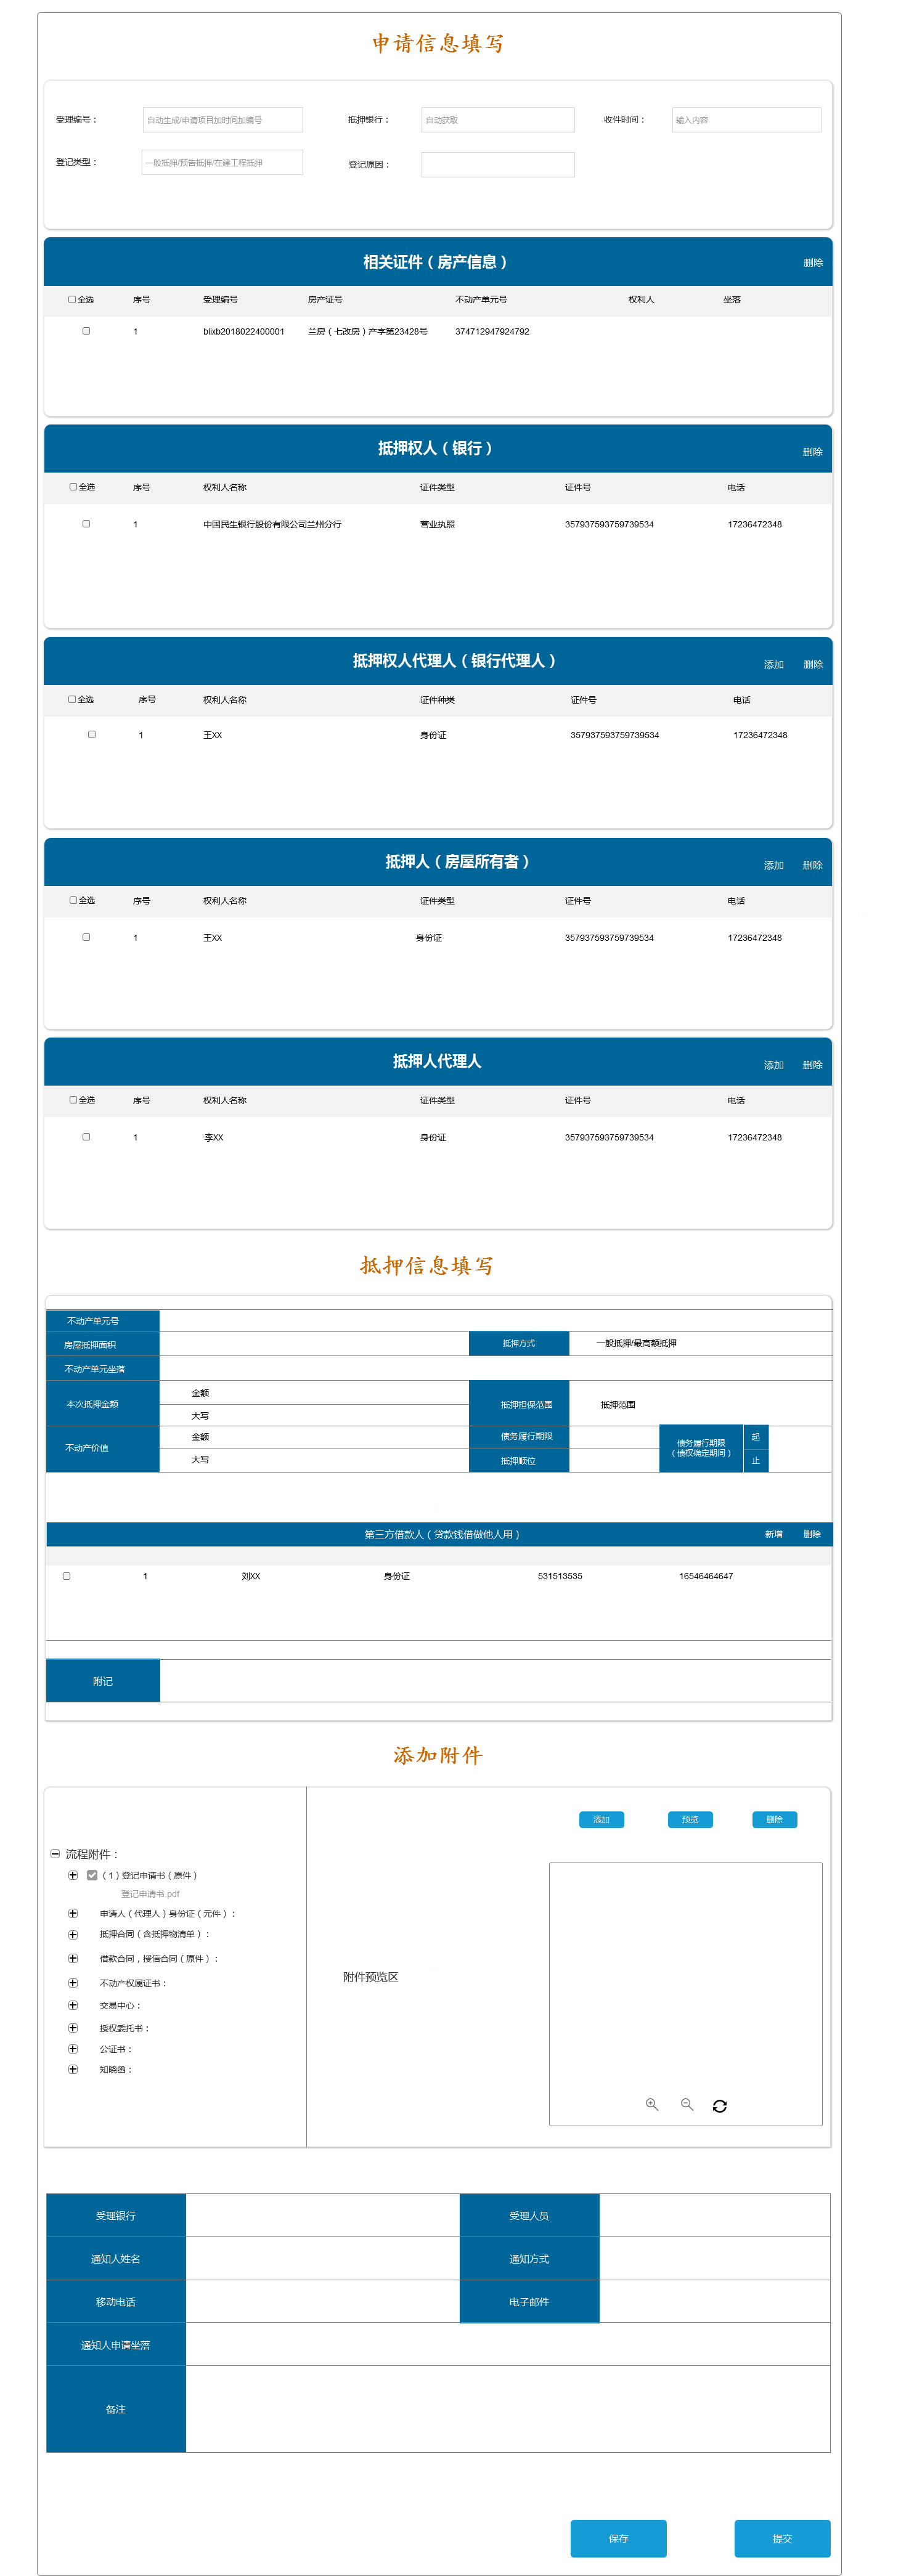 申请信息填写
受理编号： 自动生成/申请项目加时间加编号 抵押银行： 自动获取 收件时间： 输入内容
登记类型： 一般抵押/预告抵押/在建工程抵押 登记原因：
相关证件（房产信息） 删除
全选 序号 受理编号 房产证号 不动产单元号 权利人 坐落
1 blixb2018022400001 兰房（七改房）产字第23428号 374712947924792
抵押权人（银行） 删除
全选 序号 权利人名称 证件类型 证件号 电话
1 中国民生银行股份有限公司兰州分行 营业执照 357937593759739534 17236472348
抵押权人代理人（银行代理人） 添加 删除
全选 序号 权利人名称 证件种类 证件号 电话
1 王XX 身份证 357937593759739534 17236472348
抵押人（房屋所有者） 添加 删除
全选 序号 权利人名称 证件类型 证件号 电话
1 王XX 身份证 357937593759739534 17236472348
抵押人代理人 添加 删除
全选 序号 权利人名称 证件类型 证件号 电话
1 李XX 身份证 357937593759739534 17236472348
抵押信息填写
不动产单元号
房屋抵押面积 抵押方式 一般抵押/最高额抵押
不动产单元坐落
本次抵押金额 金额 抵押担保范围 抵押范围
大写
不动产价值 金额 债务履行期限 债务履行期限 起
（债权确定期间）
大写 抵押顺位 止
第三方借款人（贷款钱借做他人用） 新增 删除
1 刘XX 身份证 531513535 16546464647
附记
添加附件
添加 预览 删除
流程附件：
（1）登记申请书（原件）
登记申请书.pdf
申请人（代理人）身份证（元件）：
抵押合同（含抵押物清单）：
借款合同，授信合同（原件）：
附件预览区
不动产权属证书：
交易中心：
授权委托书：
公证书：
知晓函：
受理银行 受理人员
通知人姓名 通知方式
移动电话 电子邮件
通知人申请坐落
备注
保存 提交